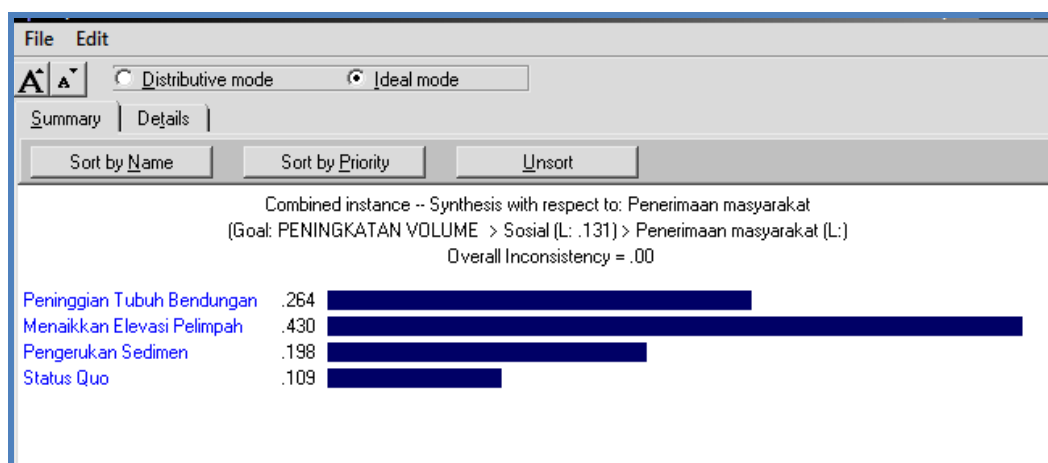 File Edit
A A Distributive mode Ideal mode
Summary Details
Sort by Name Sort by Priority Unsort
Combined instance -- Synthesis with respect to: Penerimaan masyarakat
(Goal: PENINGKATAN VOLUME > Sosial (L: .131) > Penerimaan masyarakat (L:)
Overall Inconsistency = .00
Peninggian Tubuh Bendungan .264
Menaikkan Elevasi Pelimpah .430
Pengerukan Sedimen .198
Status Quo .109